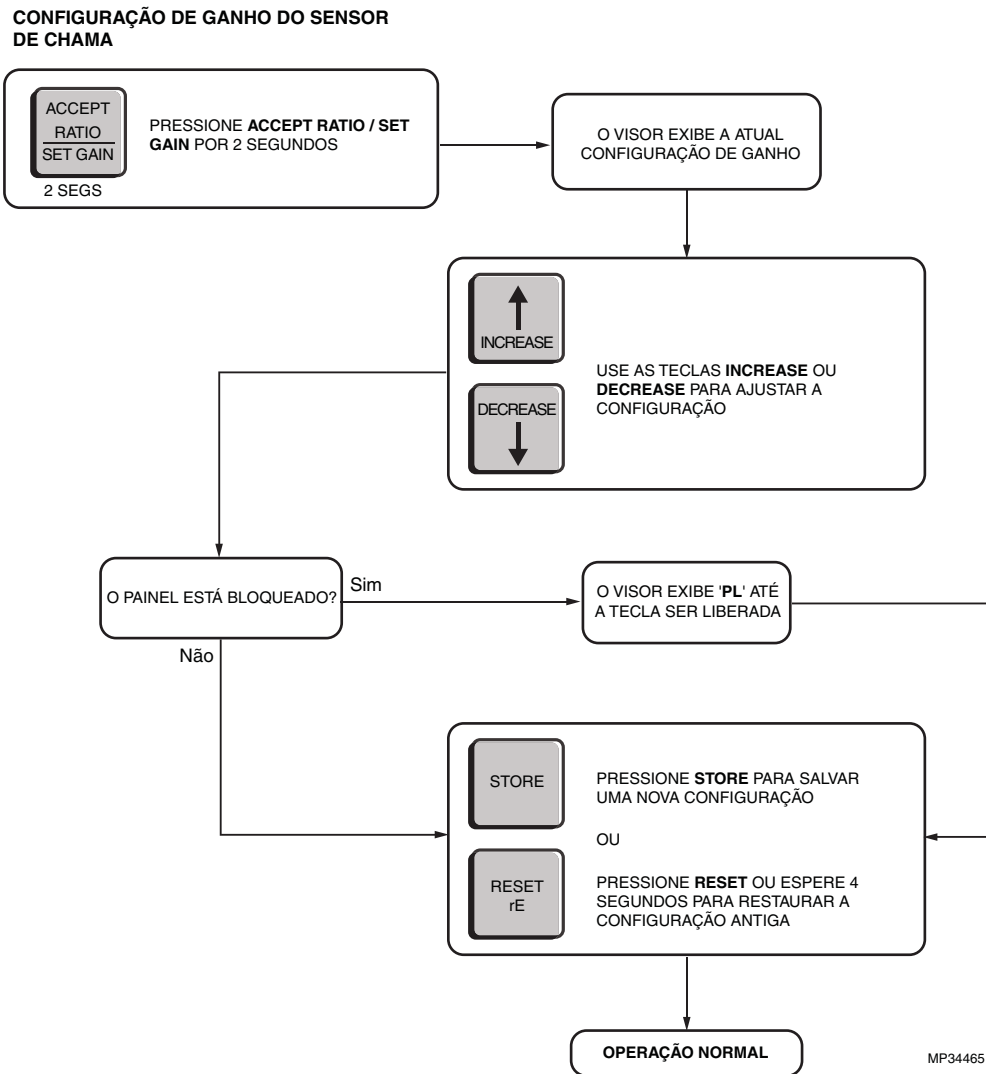 CONFIGURAÇÃO DE GANHO DO SENSOR
DE CHAMA
ACCEPT
RATIO
SET GAIN
2 SEGS
PRESSIONE ACCEPT RATIO / SET
GAIN POR 2 SEGUNDOS
O VISOR EXIBE A ATUAL
CONFIGURAÇÃO DE GANHO
INCREASE
DECREASE
USE AS TECLAS INCREASE OU
DECREASE PARA AJUSTAR A
CONFIGURAÇÃO
O PAINEL ESTÁ BLOQUEADO?
Sim
Não
O VISOR EXIBE 'PL' ATÉ
A TECLA SER LIBERADA
STORE
PRESSIONE STORE PARA SALVAR
UMA NOVA CONFIGURAÇÃO
OU
RESET
rE
PRESSIONE RESET OU ESPERE 4
SEGUNDOS PARA RESTAURAR A
CONFIGURAÇÃO ANTIGA
OPERAÇÃO NORMAL
MP34465